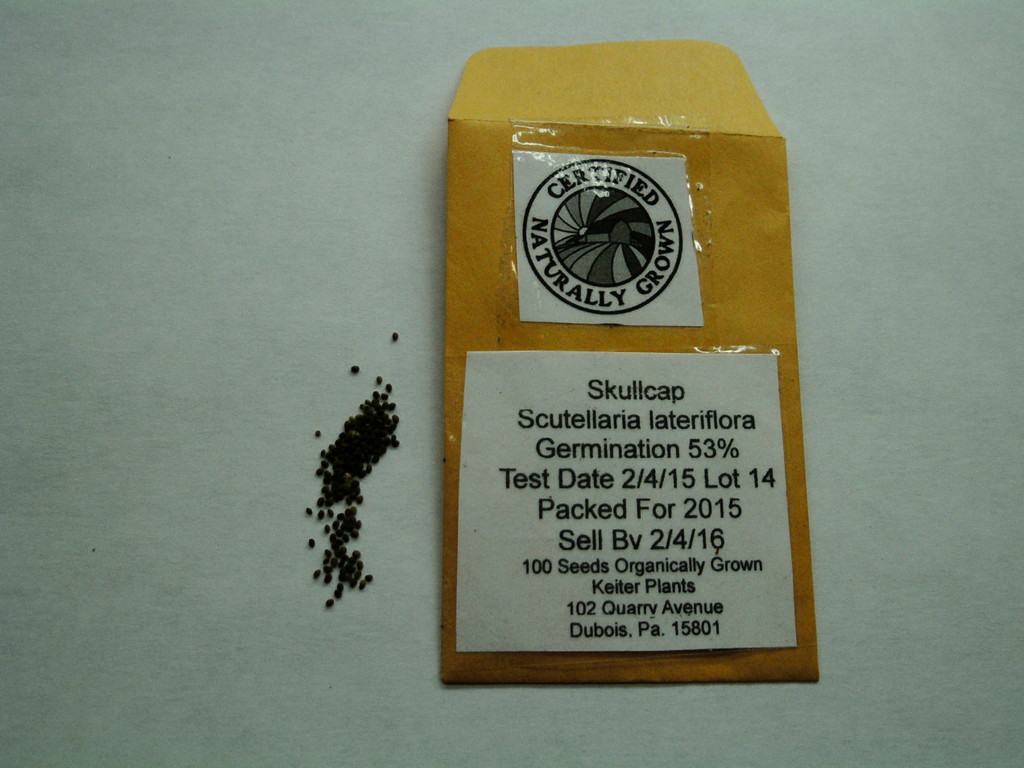 CERTIFIED
NATURALLY GROWN
Skullcap
Scutellaria lateriflora
Germination 53%
Test Date 2/4/15 Lot 14
Packed For 2015
Sell By 2/4/16
100 Seeds Organically Grown
Keiter Plants
102 Quarry Avenue
Dubois, Pa. 15801